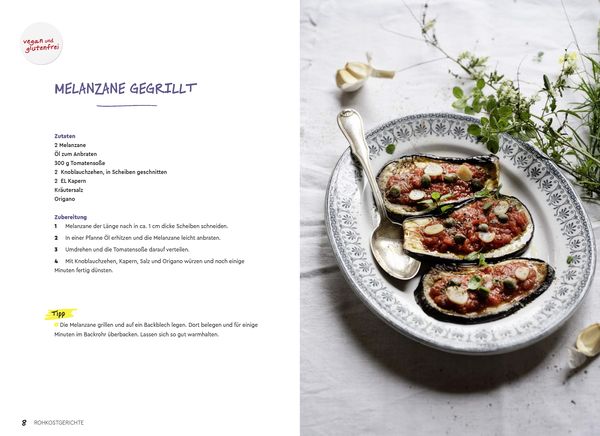 vegan und
glutenfrei
MELANZANE GEGRILLT
Zutaten
2 Melanzane
Öl zum Anbraten
300 g Tomatensoße
2 Knoblauchzehen, in Scheiben geschnitten
2 EL Kapern
Kräutersalz
Origano
Zubereitung
1 Melanzane der Länge nach in ca. 1 cm dicke Scheiben schneiden.
2 In einer Pfanne Öl erhitzen und die Melanzane leicht anbraten.
3 Umdrehen und die Tomatensoße darauf verteilen.
4 Mit Knoblauchzehen, Kapern, Salz und Origano würzen und noch einige
Minuten fertig dünsten.
Tipp
Die Melanzane grillen und auf ein Backblech legen. Dort belegen und für einige
Minuten im Backrohr überbacken. Lassen sich so gut warmhalten.
8 ROHKOSTGERICHTE